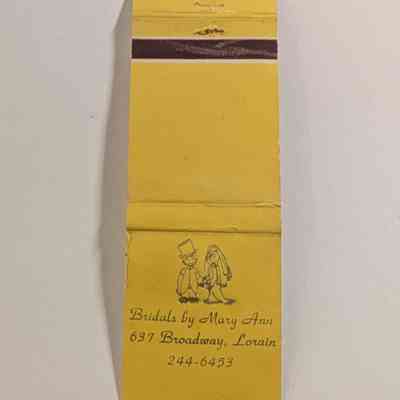 Bridals by Mary Ann
637 Broadway, Lorain
244-6453